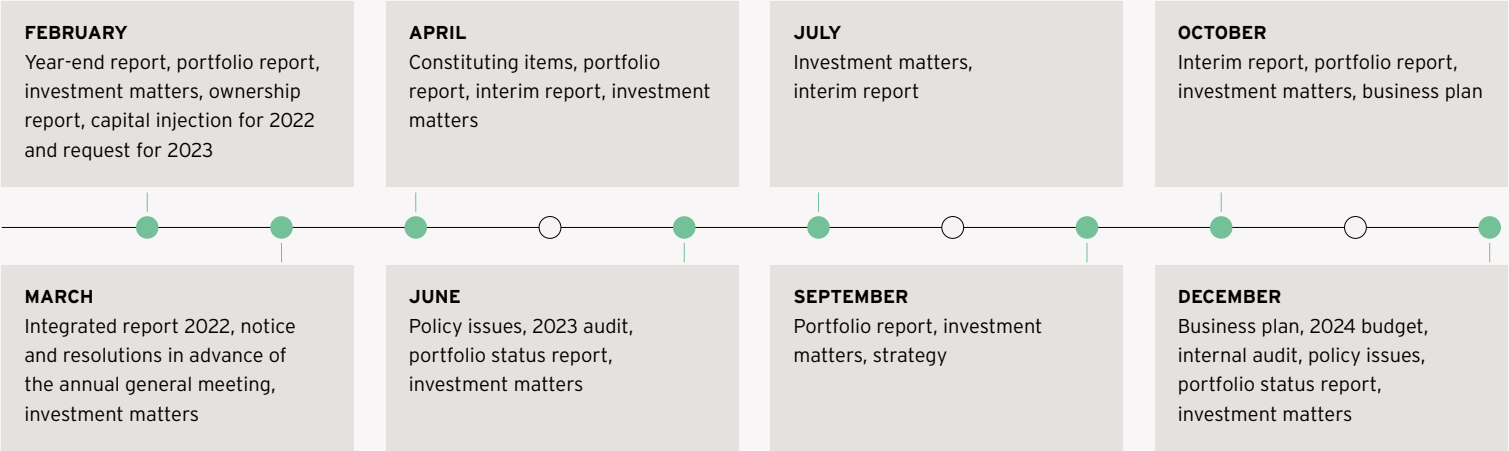 FEBRUARY
Year-end report, portfolio report,
investment matters, ownership
report, capital injection for 2022
and request for 2023
APRIL
Constituting items, portfolio
report, interim report, investment
matters
JULY
Investment matters,
interim report
OCTOBER
Interim report, portfolio report,
investment matters, business plan
MARCH
Integrated report 2022, notice
and resolutions in advance of
the annual general meeting,
investment matters
JUNE
Policy issues, 2023 audit,
portfolio status report,
investment matters
SEPTEMBER
Portfolio report, investment
matters, strategy
DECEMBER
Business plan, 2024 budget,
internal audit, policy issues,
portfolio status report,
investment matters